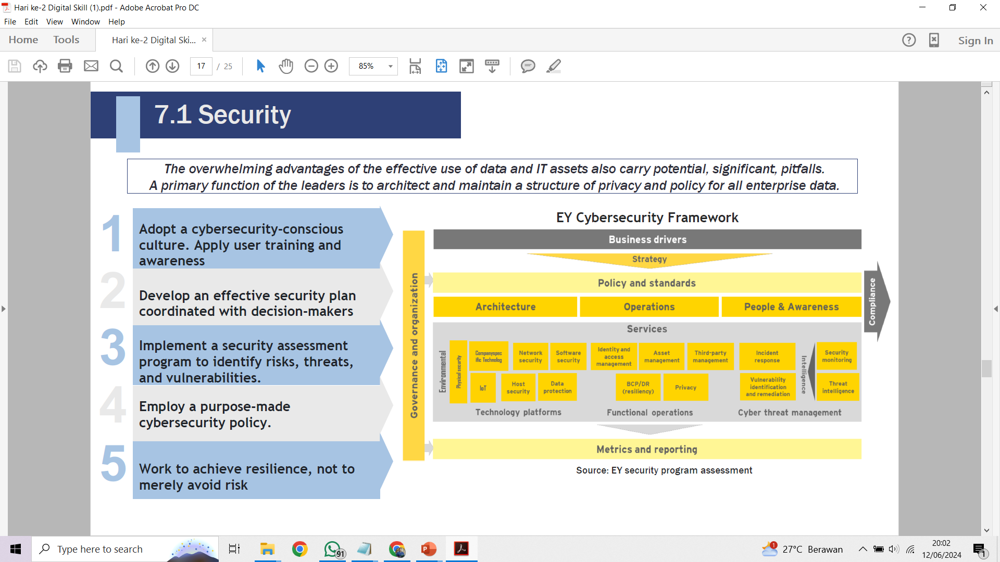 Hari ke-2 Digital Skill (1).pdf - Adobe Acrobat Pro DC
File Edit View Window Help
Home Tools Hari ke-2 Digital Ski... × Sign In
17 / 25 85%
7.1 Security
The overwhelming advantages of the effective use of data and IT assets also carry potential, significant, pitfalls.
A primary function of the leaders is to architect and maintain a structure of privacy and policy for all enterprise data.
1
Adopt a cybersecurity-conscious
culture. Apply user training and
awareness
2
Develop an effective security plan
coordinated with decision-makers
3
Implement a security assessment
program to identify risks, threats,
and vulnerabilities.
4
Employ a purpose-made
cybersecurity policy.
5
Work to achieve resilience, not to
merely avoid risk
EY Cybersecurity Framework
Governance and organization
Business drivers
Strategy
Policy and standards
Architecture
Operations
People & Awareness
Compliance
Services
Environmental
Physical security
Companyspec
ific Technolog
Network
security
Software
security
IoT
Host
security
Data
protection
Technology platforms
Identity and
access
management
Asset
management
Third-party
management
BCP/DR
(resiliency)
Privacy
Functional operations
Incident
response
Vulnerability
identification
and remediation
Intelligence
Security
monitoring
Threat
intelligence
Cyber threat management
Metrics and reporting
Source: EY security program assessment
Type here to search
91
1
27°C Berawan
20:02
12/06/2024
1